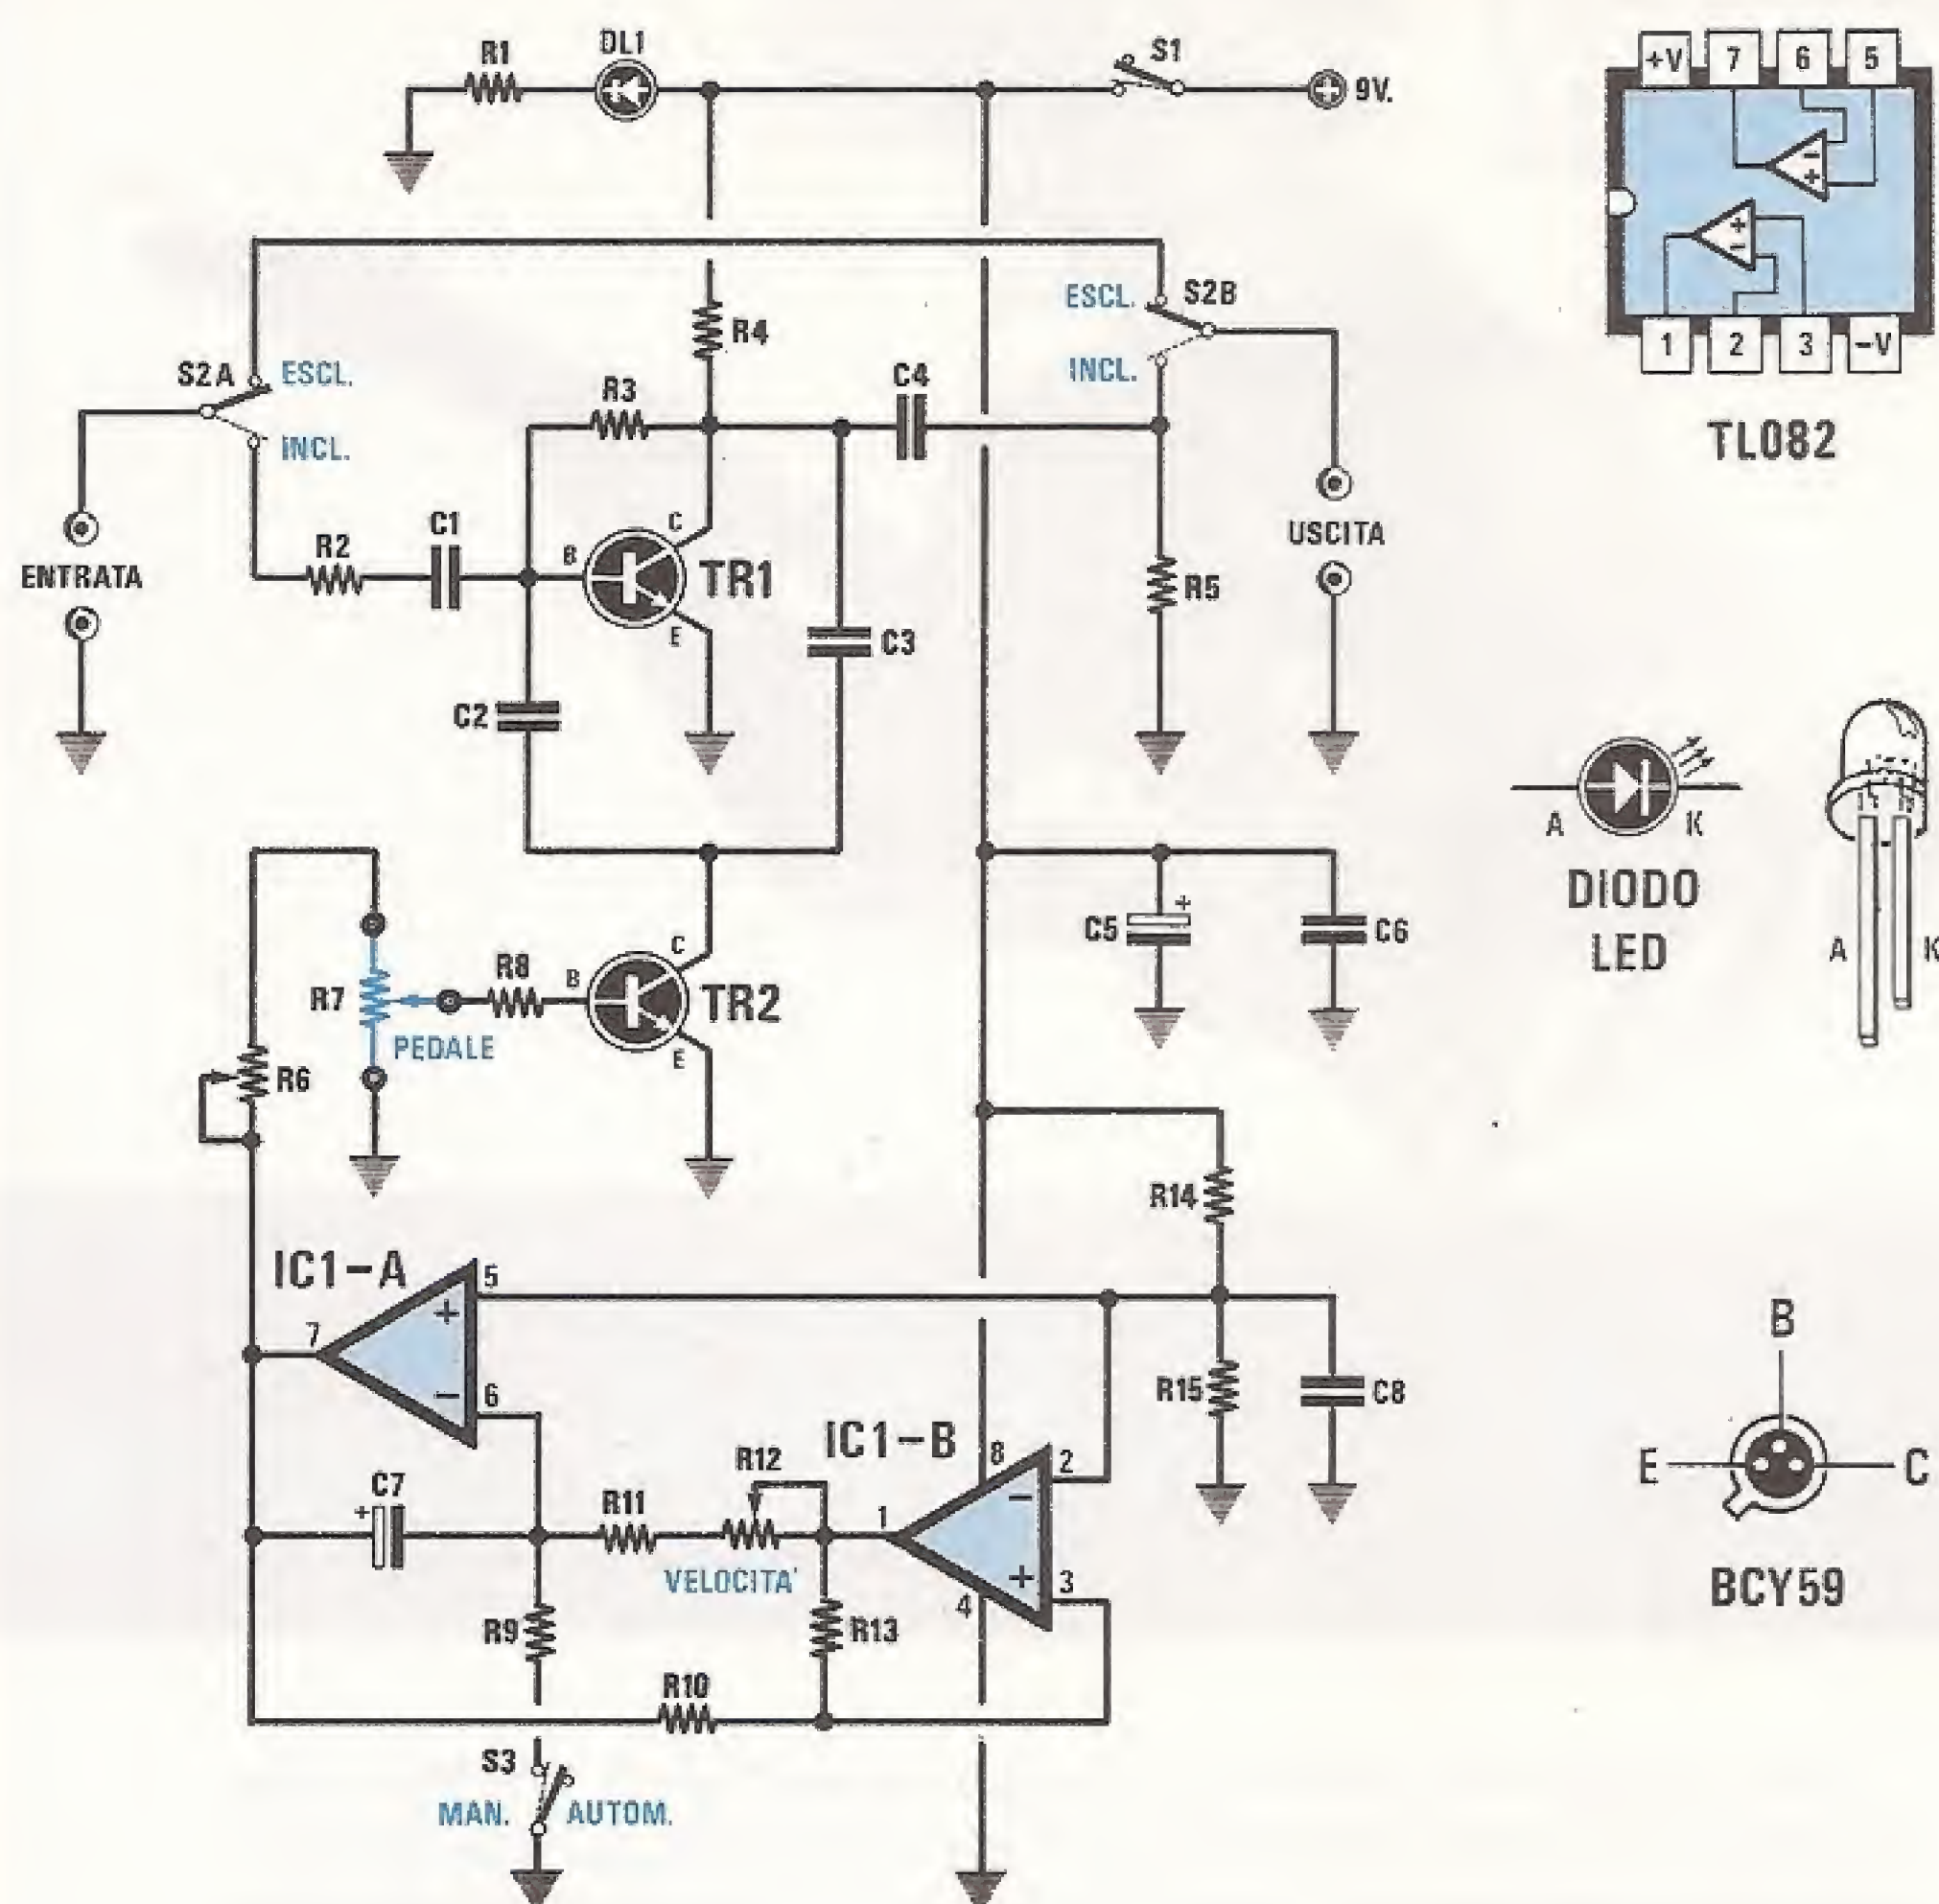 R1
DL1
S1
9V.
+V
7
6
5
1
2
3
-V
TL082
S2A
ESCL.
INCL.
ESCL.
S2B
INCL.
R4
R3
C4
ENTRATA
R2
C1
B
C
E
TR1
C3
C2
R5
USCITA
A
K
DIODO
LED
A
K
C5
+
C6
R7
PEDALE
R8
B
C
E
TR2
R6
R14
IC1-A
5
+
7
-
6
R15
C8
IC1-B
8
2
-
1
+
3
4
C7
+
R11
R12
VELOCITA'
R9
R13
R10
S3
MAN.
AUTOM.
B
E
C
BCY59